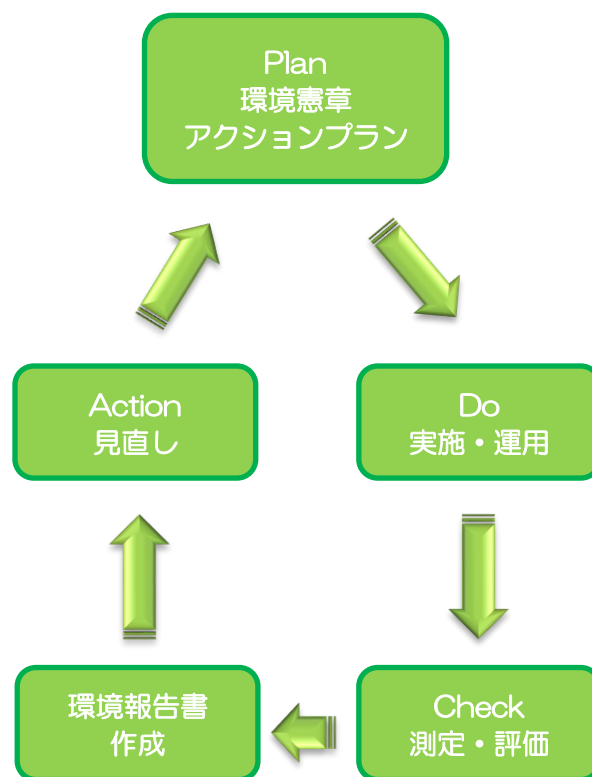 Plan
環境憲章
アクションプラン
Action
見直し
Do
実施・運用
環境報告書
作成
Check
測定・評価